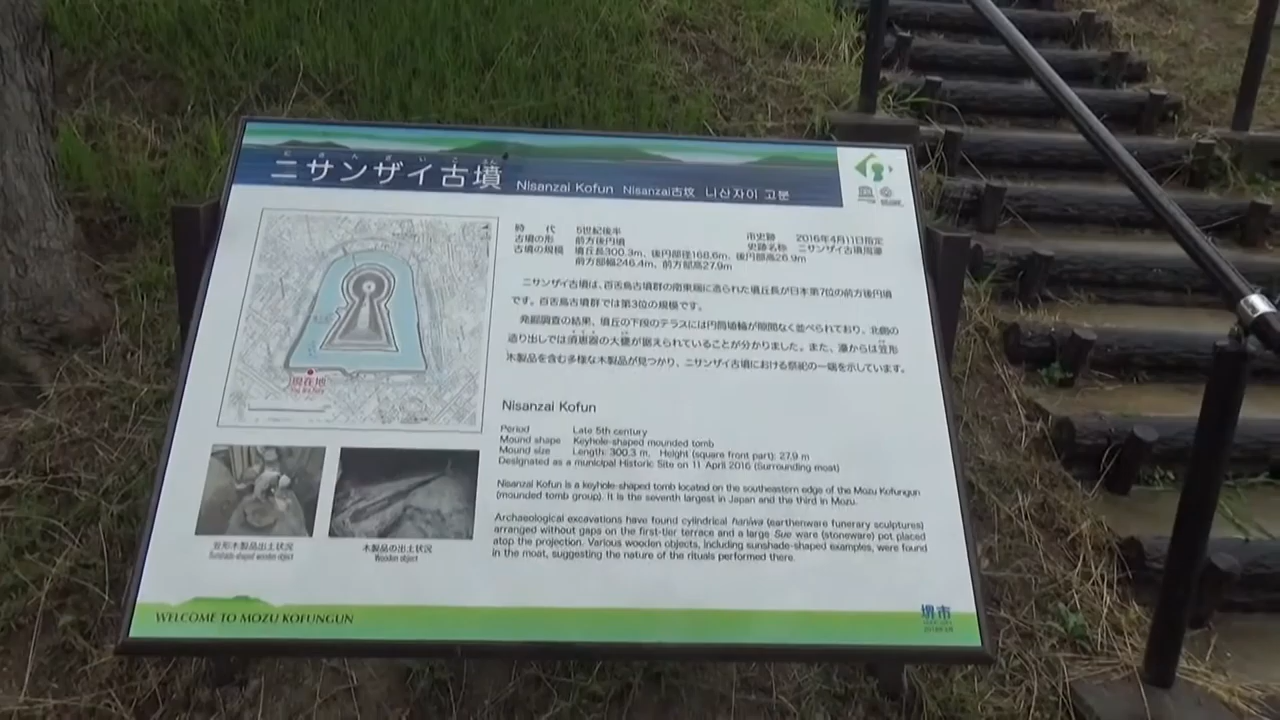 ニサンザイ古墳 Nisanzai Kofun Nisanzai古坟 니산자이 고분
時 代 5世紀後半
古墳の形 前方後円墳
古墳の規模 墳丘長300.3m、後円部径168.6m、後円部高26.9m
前方部幅246.4m、前方部高27.9m
市史跡 2016年4月11日指定
史跡名称 ニサンザイ古墳周濠
ニサンザイ古墳は、百舌鳥古墳群の南東端に造られた墳丘長が日本第7位の前方後円墳
です。百舌鳥古墳群では第3位の規模です。
発掘調査の結果、墳丘の下段のテラスには円筒埴輪が隙間なく並べられており、北側の
造り出しでは須恵器の大甕が据えられていることが分かりました。また、濠からは笠形
木製品を含む多様な木製品が見つかり、ニサンザイ古墳における祭祀の一端を示しています。
現在地
You Are Here
Nisanzai Kofun
Period Late 5th century
Mound shape Keyhole-shaped mounded tomb
Mound size Length: 300.3 m, Height (square front part): 27.9 m
Designated as a municipal Historic Site on 11 April 2016 (Surrounding moat)
Nisanzai Kofun is a keyhole-shaped tomb located on the southeastern edge of the Mozu Kofungun
(mounded tomb group). It is the seventh largest in Japan and the third in Mozu.
Archaeological excavations have found cylindrical haniwa (earthenware funerary sculptures)
arranged without gaps on the first-tier terrace and a large Sue ware (stoneware) pot placed
atop the projection. Various wooden objects, including sunshade-shaped examples, were found
in the moat, suggesting the nature of the rituals performed there.
笠形木製品出土状況
Sunshade-shaped wooden object
木製品の出土状況
Wooden object
WELCOME TO MOZU KOFUNGUN
堺市